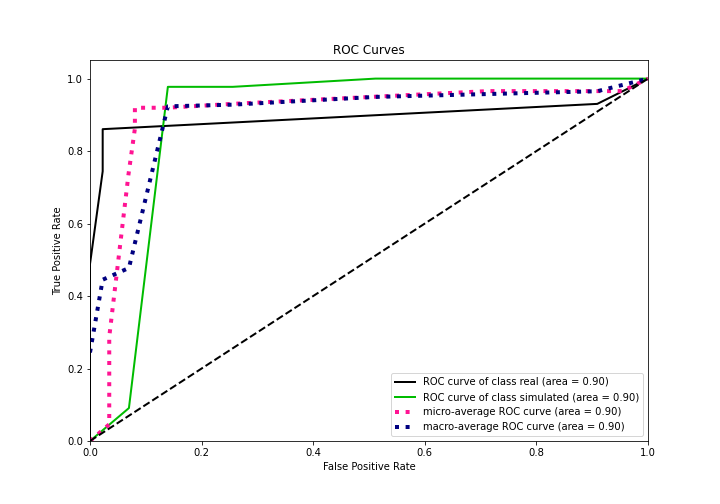 ROC Curves
True Positive Rate
1.0
0.8
0.6
0.4
0.2
0.0
0.0 0.2 0.4 0.6 0.8 1.0
False Positive Rate
ROC curve of class real (area = 0.90)
ROC curve of class simulated (area = 0.90)
micro-average ROC curve (area = 0.90)
macro-average ROC curve (area = 0.90)